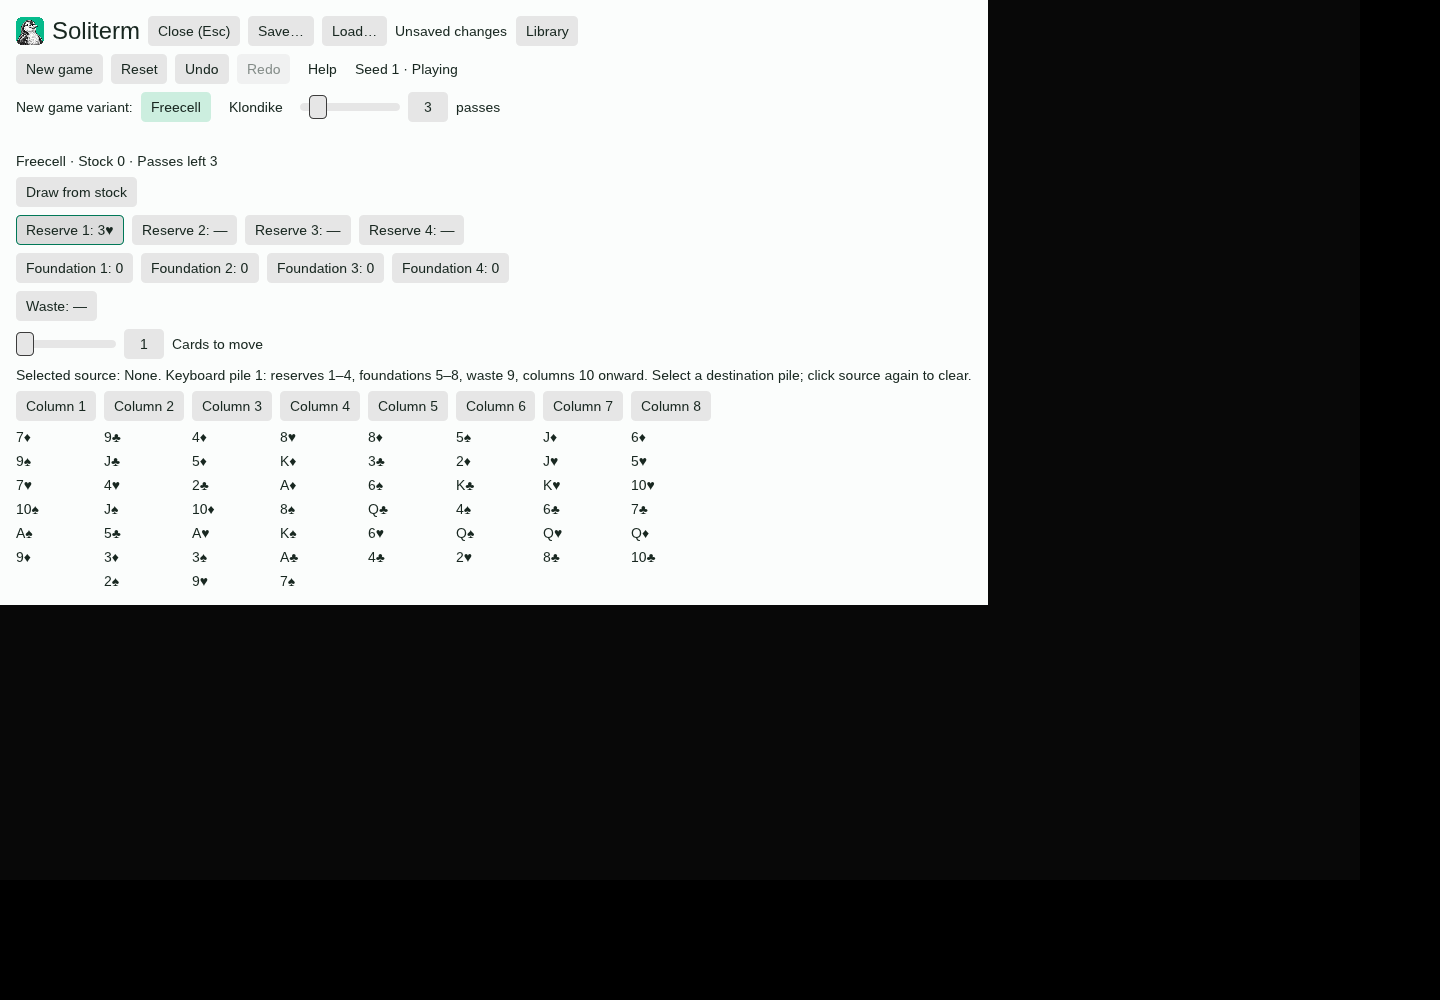 Soliterm Close (Esc) Save… Load… Unsaved changes Library
New game Reset Undo Redo Help Seed 1 · Playing
New game variant: Freecell Klondike 3 passes
Freecell · Stock 0 · Passes left 3
Draw from stock
Reserve 1: 3♥ Reserve 2: — Reserve 3: — Reserve 4: —
Foundation 1: 0 Foundation 2: 0 Foundation 3: 0 Foundation 4: 0
Waste: —
1 Cards to move
Selected source: None. Keyboard pile 1: reserves 1–4, foundations 5–8, waste 9, columns 10 onward. Select a destination pile; click source again to clear.
Column 1 Column 2 Column 3 Column 4 Column 5 Column 6 Column 7 Column 8
7♦ 9♣ 4♦ 8♥ 8♦ 5♠ J♦ 6♦
9♠ J♣ 5♦ K♦ 3♣ 2♦ J♥ 5♥
7♥ 4♥ 2♣ A♦ 6♠ K♣ K♥ 10♥
10♠ J♠ 10♦ 8♠ Q♣ 4♠ 6♣ 7♣
A♠ 5♣ A♥ K♠ 6♥ Q♠ Q♥ Q♦
9♦ 3♦ 3♠ A♣ 4♣ 2♥ 8♣ 10♣
2♠ 9♥ 7♠